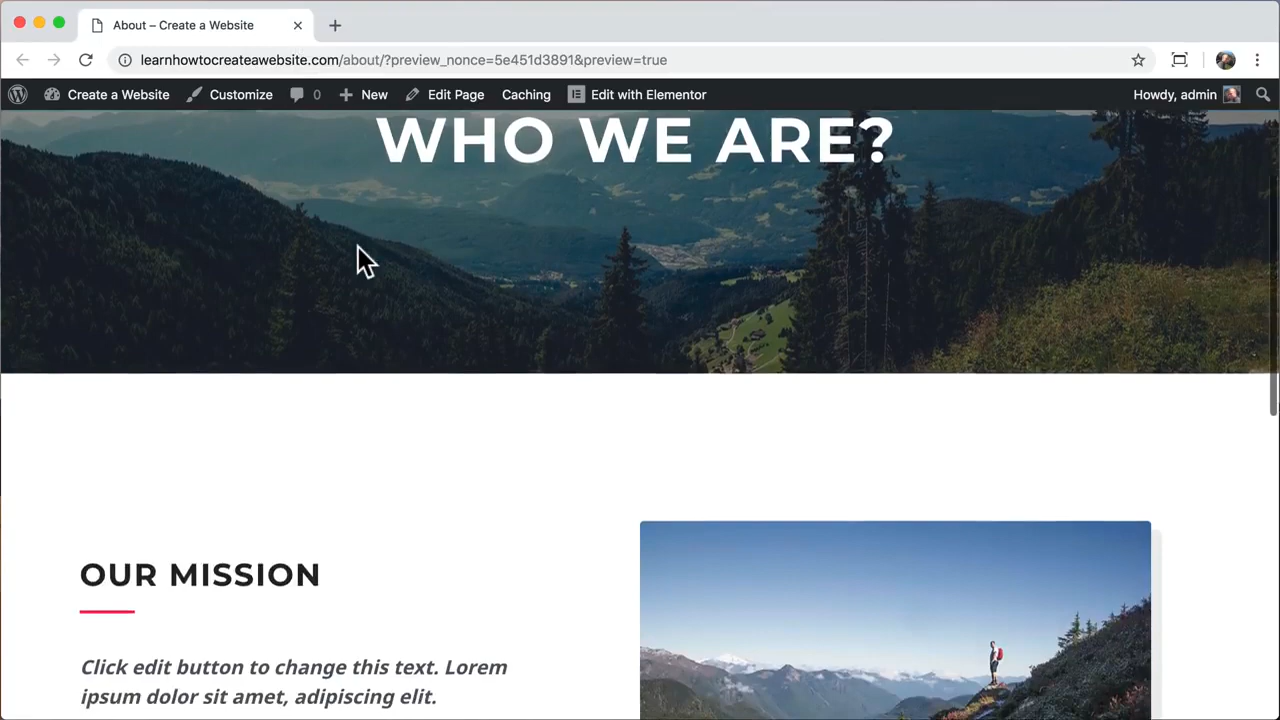 About – Create a Website
learnhowtocreateawebsite.com/about/?preview_nonce=5e451d3891&preview=true
Create a Website Customize 0 New Edit Page Caching Edit with Elementor Howdy, admin
WHO WE ARE?
OUR MISSION
Click edit button to change this text. Lorem
ipsum dolor sit amet, adipiscing elit.